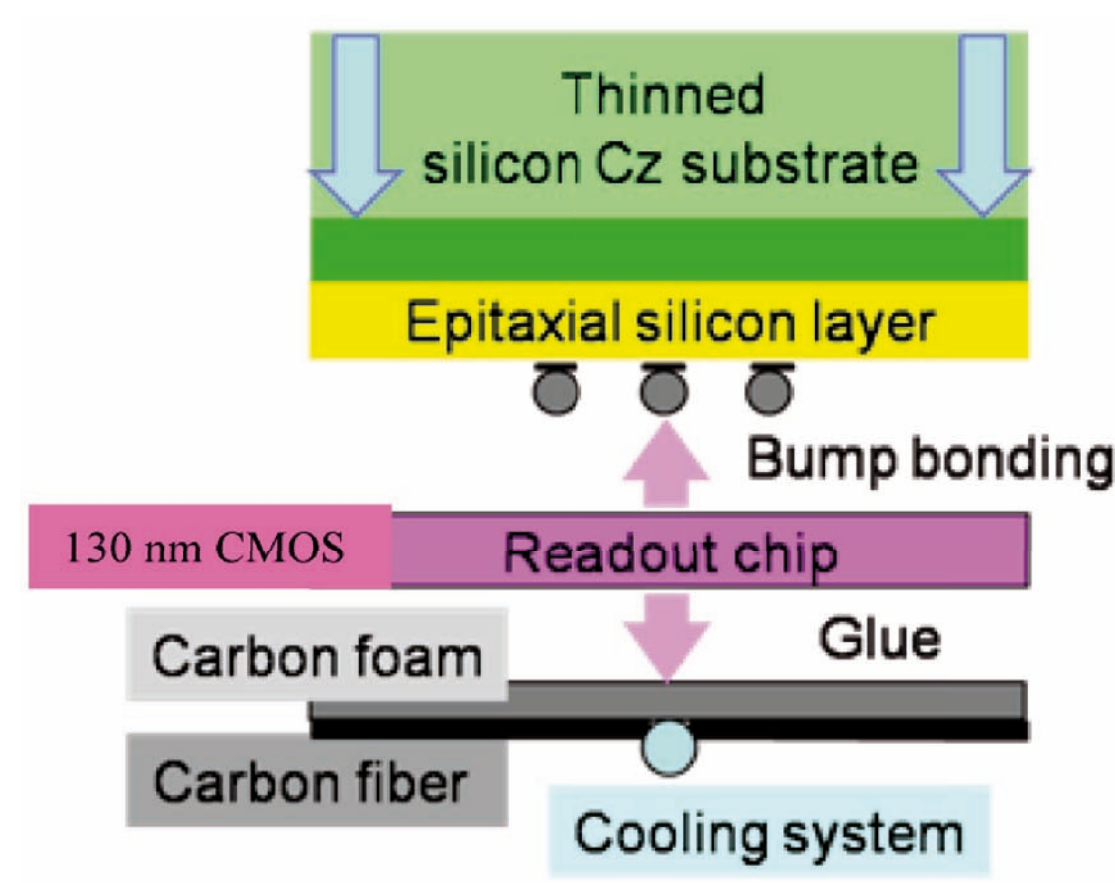 Thinned
silicon Cz substrate
Epitaxial silicon layer
Bump bonding
130 nm CMOS
Readout chip
Glue
Carbon foam
Carbon fiber
Cooling system